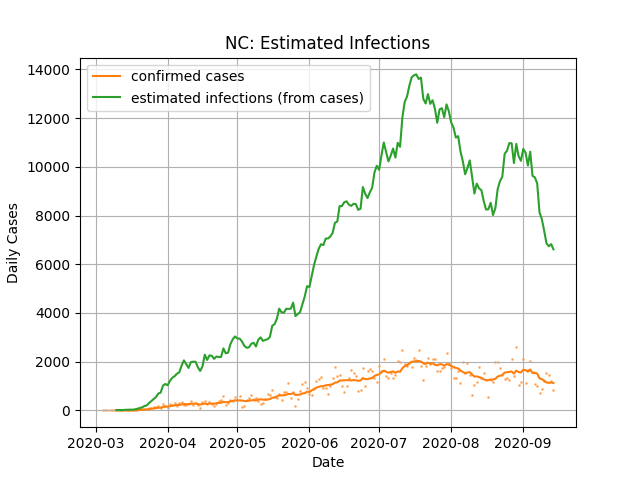 NC: Estimated Infections
confirmed cases
estimated infections (from cases)
14000
12000
10000
8000
6000
4000
2000
0
Daily Cases
2020-03 2020-04 2020-05 2020-06 2020-07 2020-08 2020-09
Date